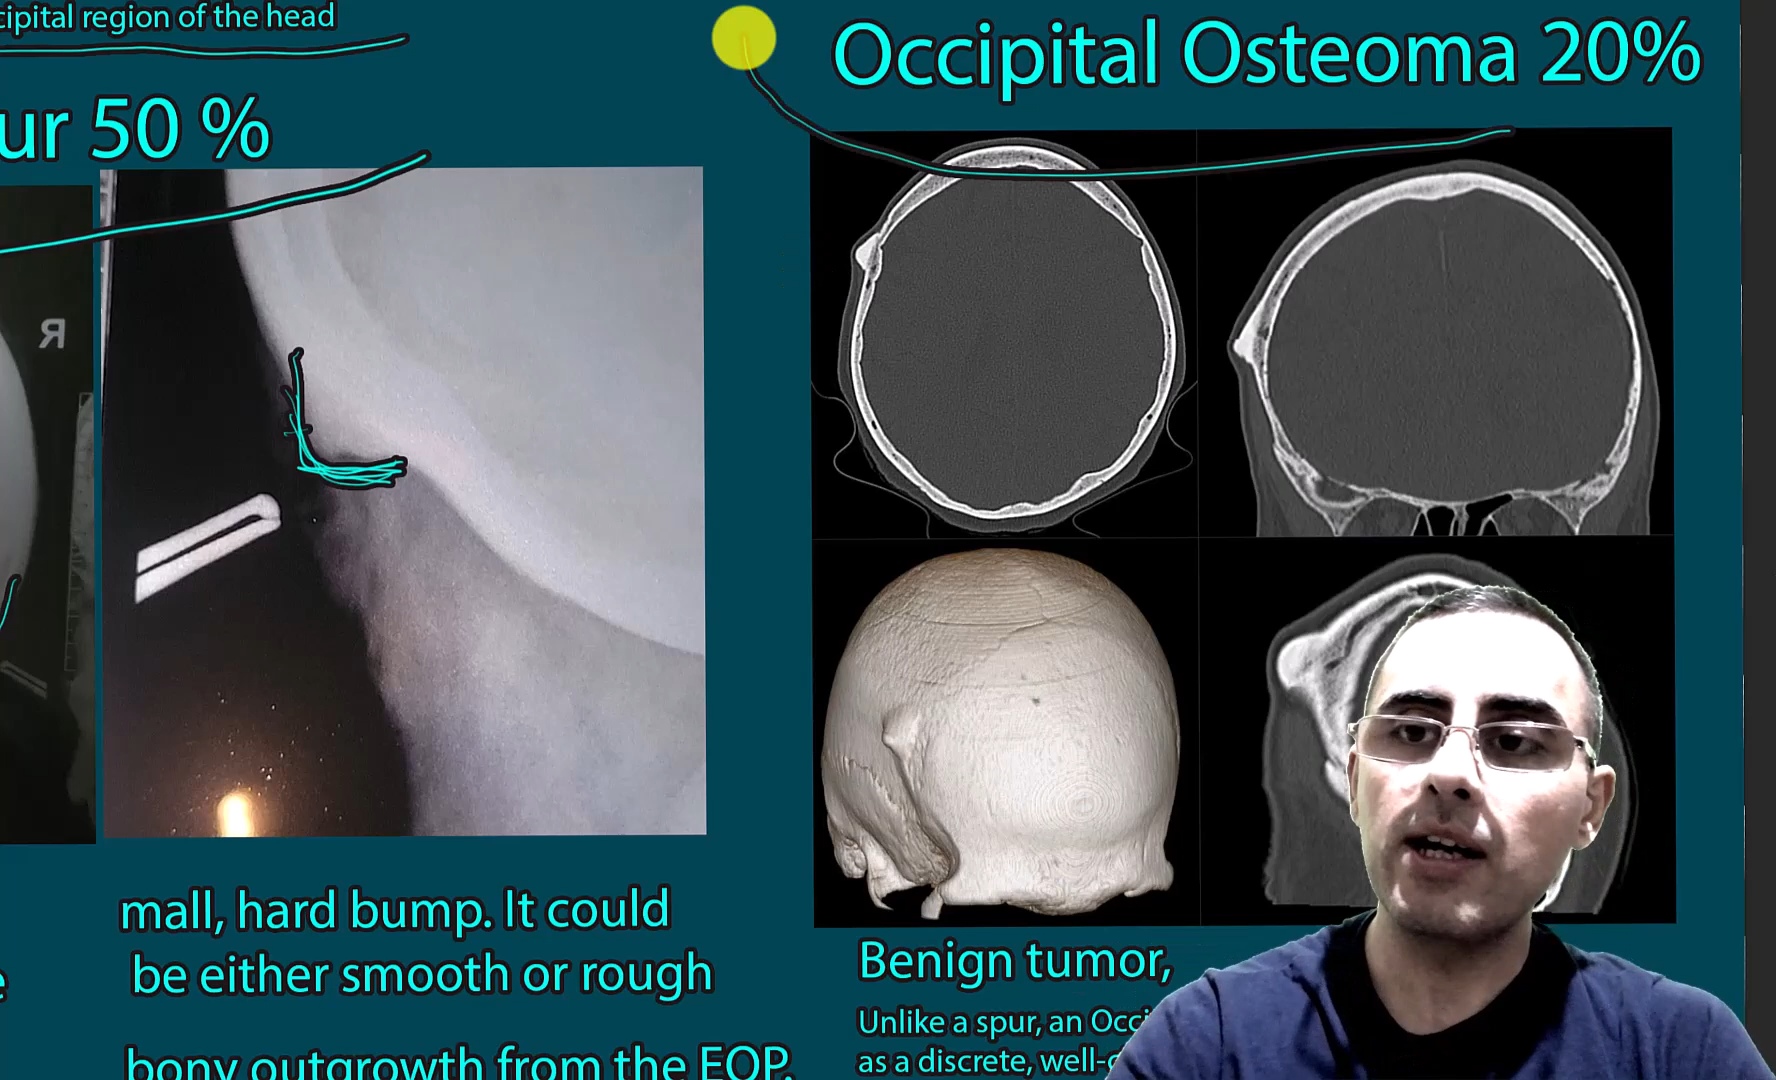 cipital region of the head
ur 50 %
R
mall, hard bump. It could
be either smooth or rough
bony outgrowth from the EOP.
Occipital Osteoma 20%
Benign tumor,
Unlike a spur, an Occi
as a discrete, well-c